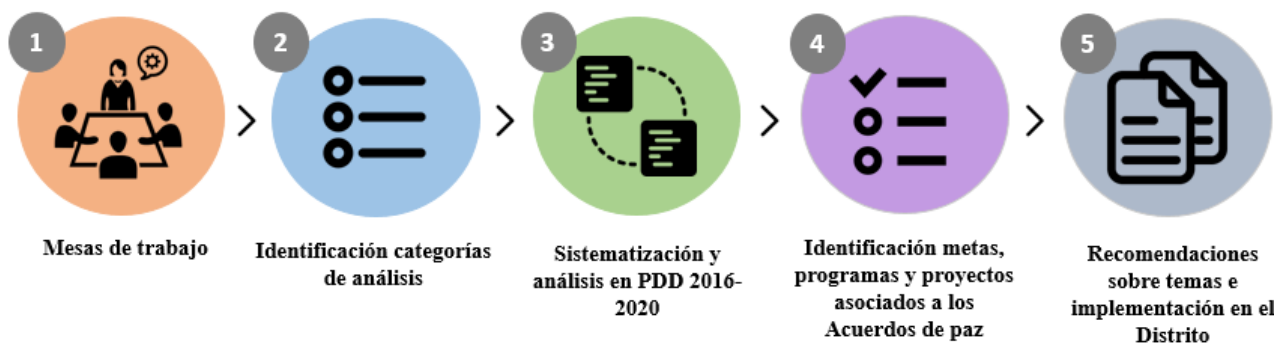 1
Mesas de trabajo
2
Identificación categorías
de análisis
3
Sistematización y
análisis en PDD 2016-
2020
4
Identificación metas,
programas y proyectos
asociados a los
Acuerdos de paz
5
Recomendaciones
sobre temas e
implementación en el
Distrito